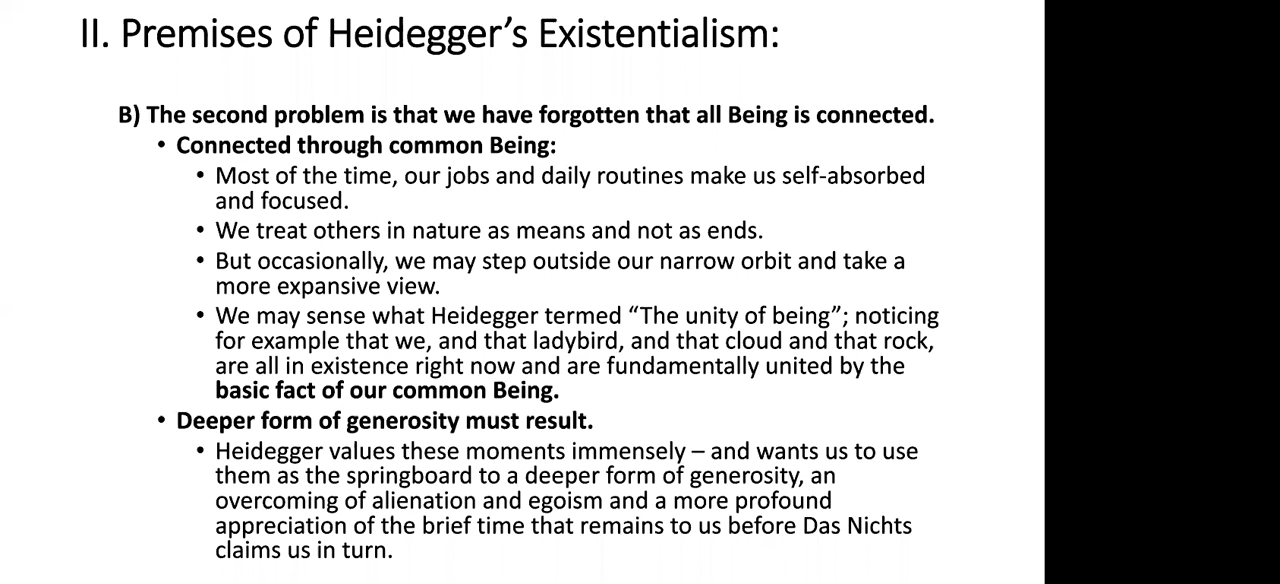 II. Premises of Heidegger’s Existentialism:
B) The second problem is that we have forgotten that all Being is connected.
• Connected through common Being:
• Most of the time, our jobs and daily routines make us self-absorbed
and focused.
• We treat others in nature as means and not as ends.
• But occasionally, we may step outside our narrow orbit and take a
more expansive view.
• We may sense what Heidegger termed “The unity of being”; noticing
for example that we, and that ladybird, and that cloud and that rock,
are all in existence right now and are fundamentally united by the
basic fact of our common Being.
• Deeper form of generosity must result.
• Heidegger values these moments immensely – and wants us to use
them as the springboard to a deeper form of generosity, an
overcoming of alienation and egoism and a more profound
appreciation of the brief time that remains to us before Das Nichts
claims us in turn.